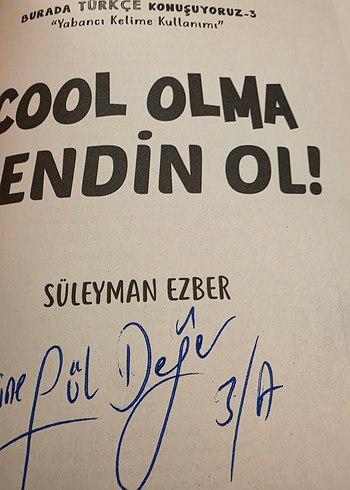 BURADA TÜRKÇE KONUŞUYORUZ-3
"Yabancı Kelime Kullanımı"
COOL OLMA
ENDİN OL!
SÜLEYMAN EZBER
Gül Değer
3/A